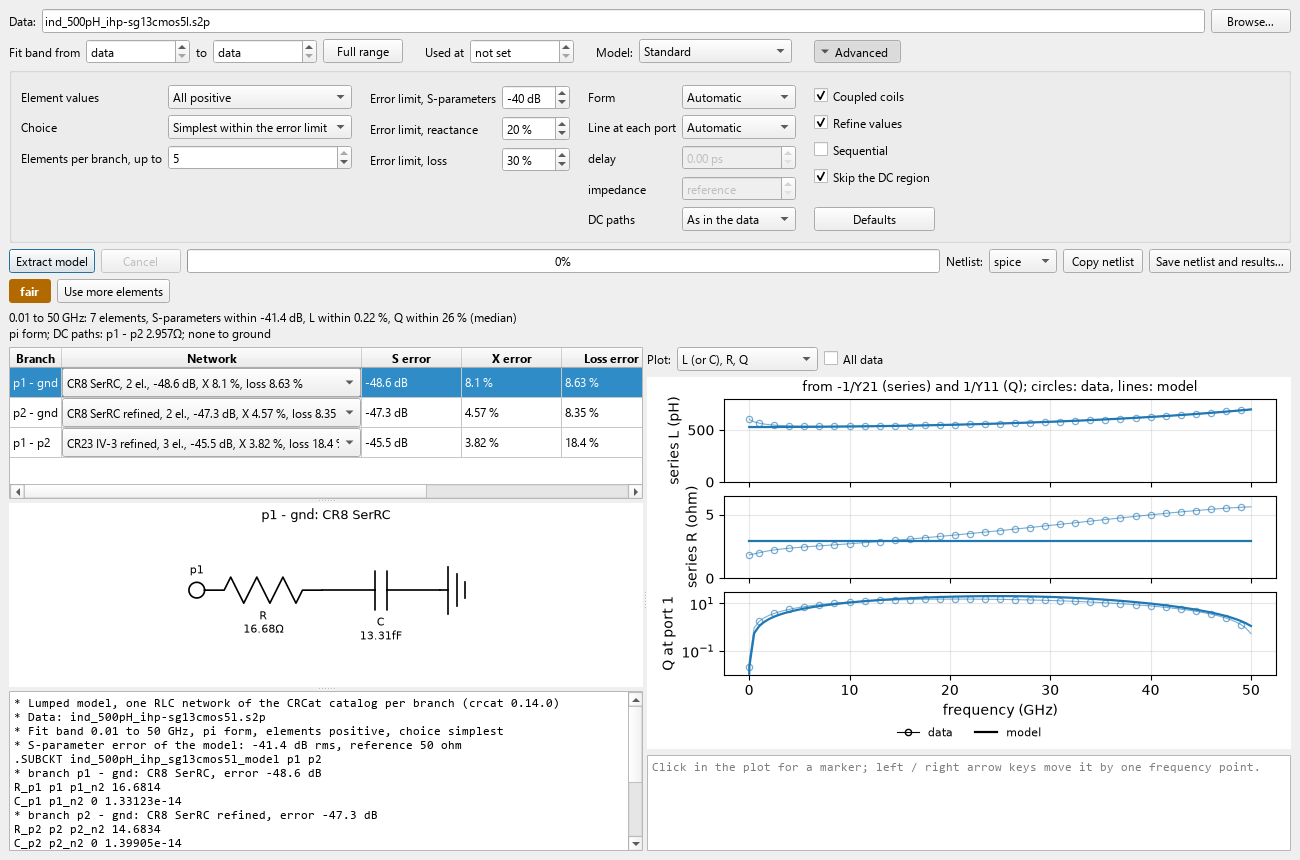 Data: ind_500pH_ihp-sg13cmos5l.s2p Browse...
Fit band from data to data Full range Used at not set Model: Standard Advanced
Element values All positive Error limit, S-parameters -40 dB Form Automatic Coupled coils
Choice Simplest within the error limit Error limit, reactance 20 % Line at each port Automatic Refine values
Elements per branch, up to 5 Error limit, loss 30 % delay 0.00 ps Sequential
impedance reference Skip the DC region
DC paths As in the data Defaults
Extract model Cancel 0% Netlist: spice Copy netlist Save netlist and results...
fair Use more elements
0.01 to 50 GHz: 7 elements, S-parameters within -41.4 dB, L within 0.22 %, Q within 26 % (median)
pi form; DC paths: p1 - p2 2.957Ω; none to ground
Branch Network S error X error Loss error
p1 - gnd CR8 SerRC, 2 el., -48.6 dB, X 8.1 %, loss 8.63 % -48.6 dB 8.1 % 8.63 %
p2 - gnd CR8 SerRC refined, 2 el., -47.3 dB, X 4.57 %, loss 8.35 -47.3 dB 4.57 % 8.35 %
p1 - p2 CR23 IV-3 refined, 3 el., -45.5 dB, X 3.82 %, loss 18.4 % -45.5 dB 3.82 % 18.4 %
p1 - gnd: CR8 SerRC
p1
R
16.68Ω
C
13.31fF
* Lumped model, one RLC network of the CRCat catalog per branch (crcat 0.14.0)
* Data: ind_500pH_ihp-sg13cmos5l.s2p
* Fit band 0.01 to 50 GHz, pi form, elements positive, choice simplest
* S-parameter error of the model: -41.4 dB rms, reference 50 ohm
.SUBCKT ind_500pH_ihp_sg13cmos5l_model p1 p2
* branch p1 - gnd: CR8 SerRC, error -48.6 dB
R_p1 p1 p1_n2 16.6814
C_p1 p1_n2 0 1.33123e-14
* branch p2 - gnd: CR8 SerRC refined, error -47.3 dB
R_p2 p2 p2_n2 14.6834
C_p2 p2_n2 0 1.39905e-14
Plot: L (or C), R, Q All data
from -1/Y21 (series) and 1/Y11 (Q); circles: data, lines: model
series L (pH)
500
0
series R (ohm)
5
0
Q at port 1
10¹
10⁻¹
0 10 20 30 40 50
frequency (GHz)
data model
Click in the plot for a marker; left / right arrow keys move it by one frequency point.